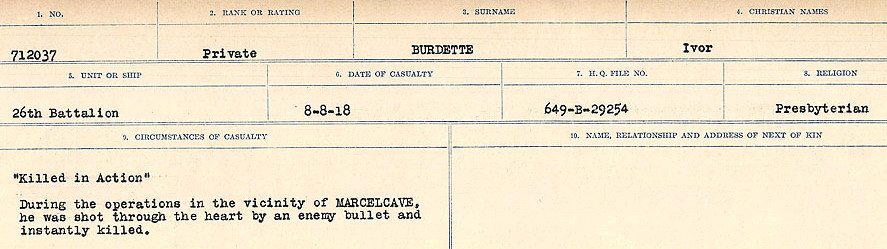 1. NO. 2. RANK OR RATING 3. SURNAME 4. CHRISTIAN NAMES
712037 Private BURDETTE Ivor
5. UNIT OR SHIP 6. DATE OF CASUALTY 7. H.Q. FILE NO. 8. RELIGION
26th Battalion 8-8-18 649-B-29254 Presbyterian
9. CIRCUMSTANCES OF CASUALTY 10. NAME, RELATIONSHIP AND ADDRESS OF NEXT OF KIN
"Killed in Action"
During the operations in the vicinity of MARCELCAVE,
he was shot through the heart by an enemy bullet and
instantly killed.